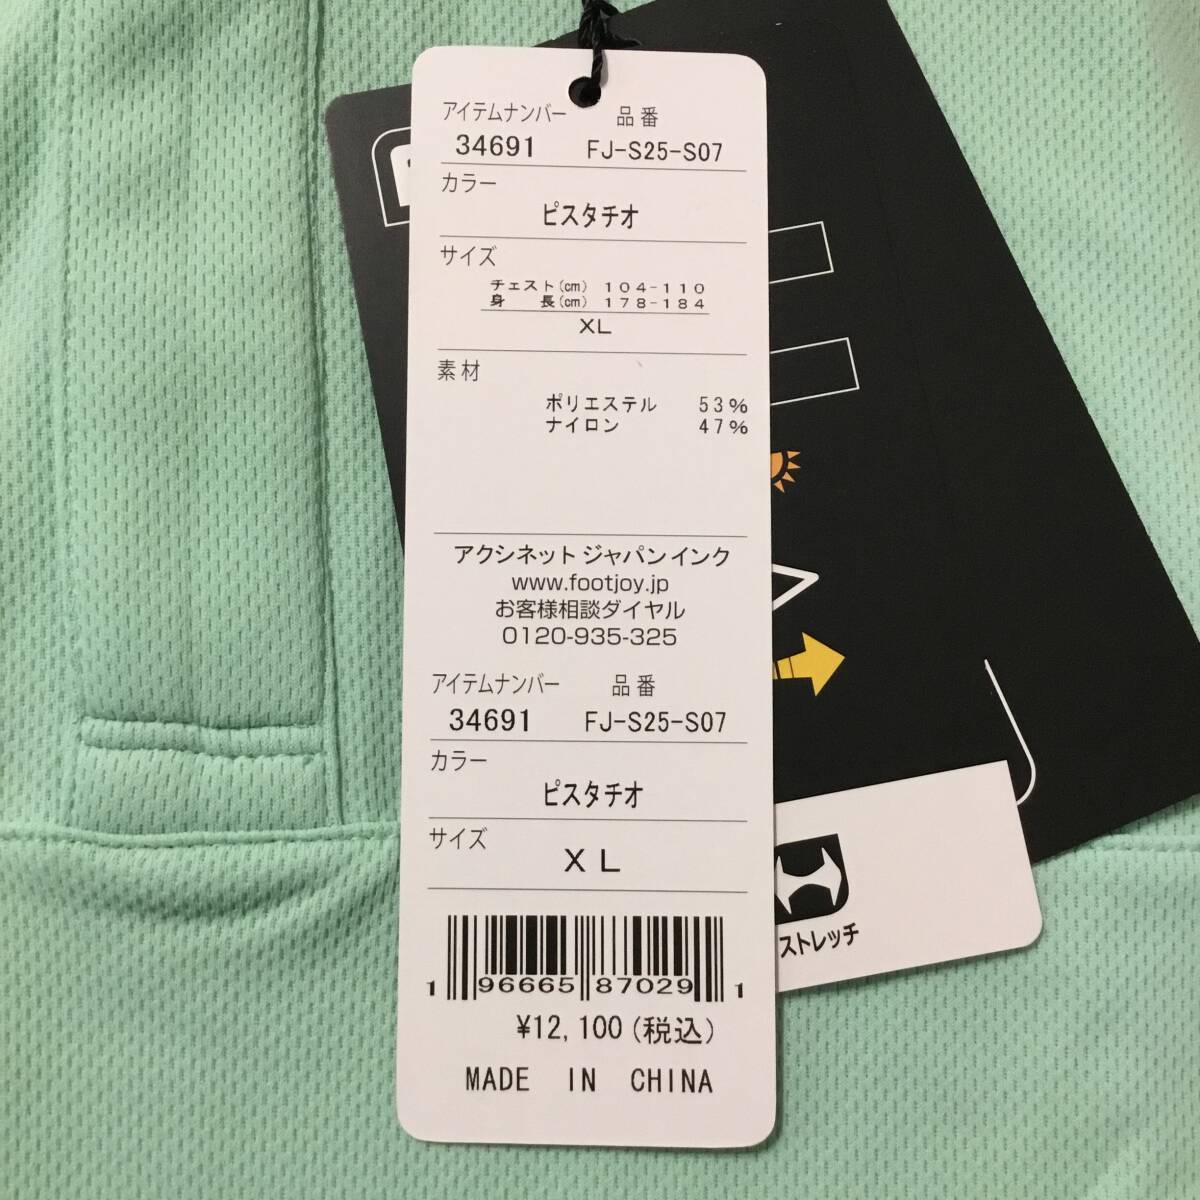 アイテムナンバー 品番
34691 FJ-S25-S07
カラー
ピスタチオ
サイズ
チェスト(cm) 104-110
身 長(cm) 178-184
XL
素材
ポリエステル 53%
ナイロン 47%
アクシネット ジャパン インク
www.footjoy.jp
お客様相談ダイヤル
0120-935-325
アイテムナンバー 品番
34691 FJ-S25-S07
カラー
ピスタチオ
サイズ
XL
1 96665 87029 1
¥12,100(税込)
MADE IN CHINA
ストレッチ